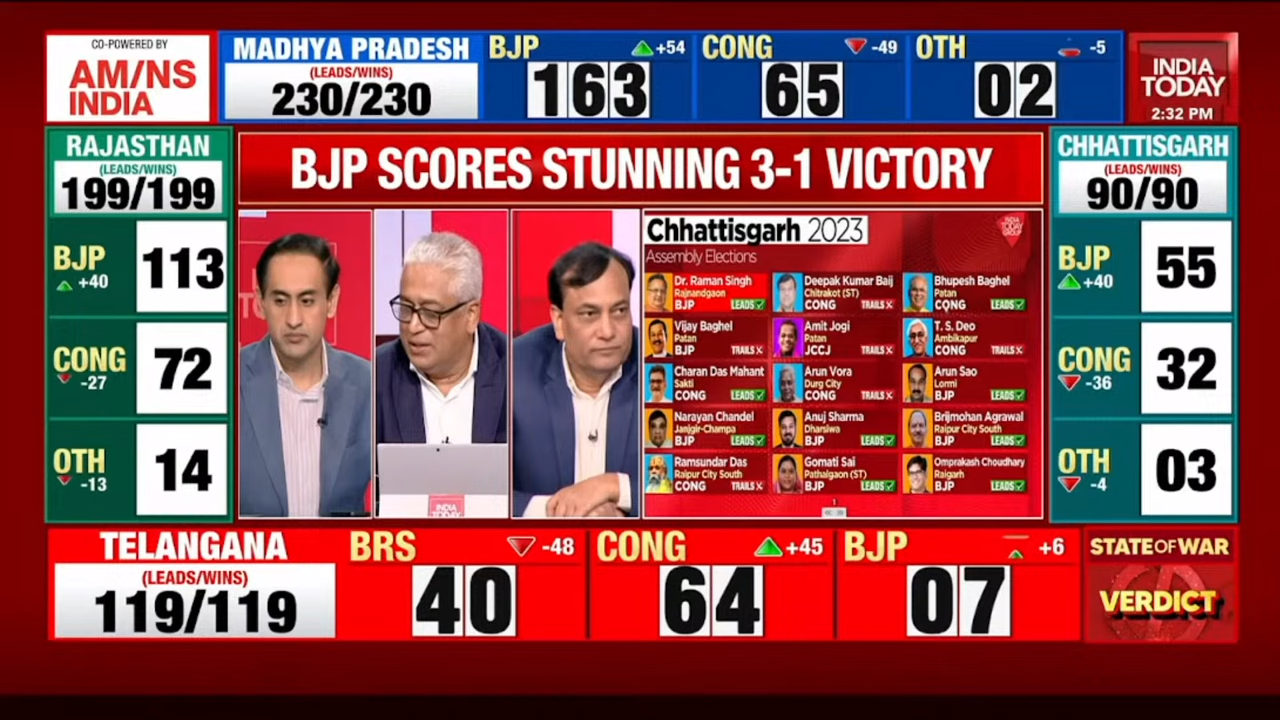 CO-POWERED BY
AM/NS
INDIA
MADHYA PRADESH
(LEADS/WINS)
230/230
BJP +54
163
CONG -49
65
OTH -5
02
INDIA
TODAY
2:32 PM
RAJASTHAN
(LEADS/WINS)
199/199
BJP
+40
113
CONG
-27
72
OTH
-13
14
BJP SCORES STUNNING 3-1 VICTORY
INDIA
TODAY
Chhattisgarh 2023
Assembly Elections
INDIA
TODAY
GROUP
Dr. Raman Singh
Rajnandgaon
BJP LEADS
Deepak Kumar Baij
Chitrakot (ST)
CONG TRAILS
Bhupesh Baghel
Patan
CONG LEADS
Vijay Baghel
Patan
BJP TRAILS
Amit Jogi
Patan
JCCJ TRAILS
T. S. Deo
Ambikapur
CONG TRAILS
Charan Das Mahant
Sakti
CONG LEADS
Arun Vora
Durg City
CONG TRAILS
Arun Sao
Lormi
BJP LEADS
Narayan Chandel
Janjgir-Champa
BJP LEADS
Anuj Sharma
Dharsiwa
BJP LEADS
Brijmohan Agrawal
Raipur City South
BJP LEADS
Ramsundar Das
Raipur City South
CONG TRAILS
Gomati Sai
Pathalgaon (ST)
BJP LEADS
Omprakash Choudhary
Raigarh
BJP LEADS
CHHATTISGARH
(LEADS/WINS)
90/90
BJP
+40
55
CONG
-36
32
OTH
-4
03
TELANGANA
(LEADS/WINS)
119/119
BRS -48
40
CONG +45
64
BJP +6
07
STATE OF WAR
VERDICT